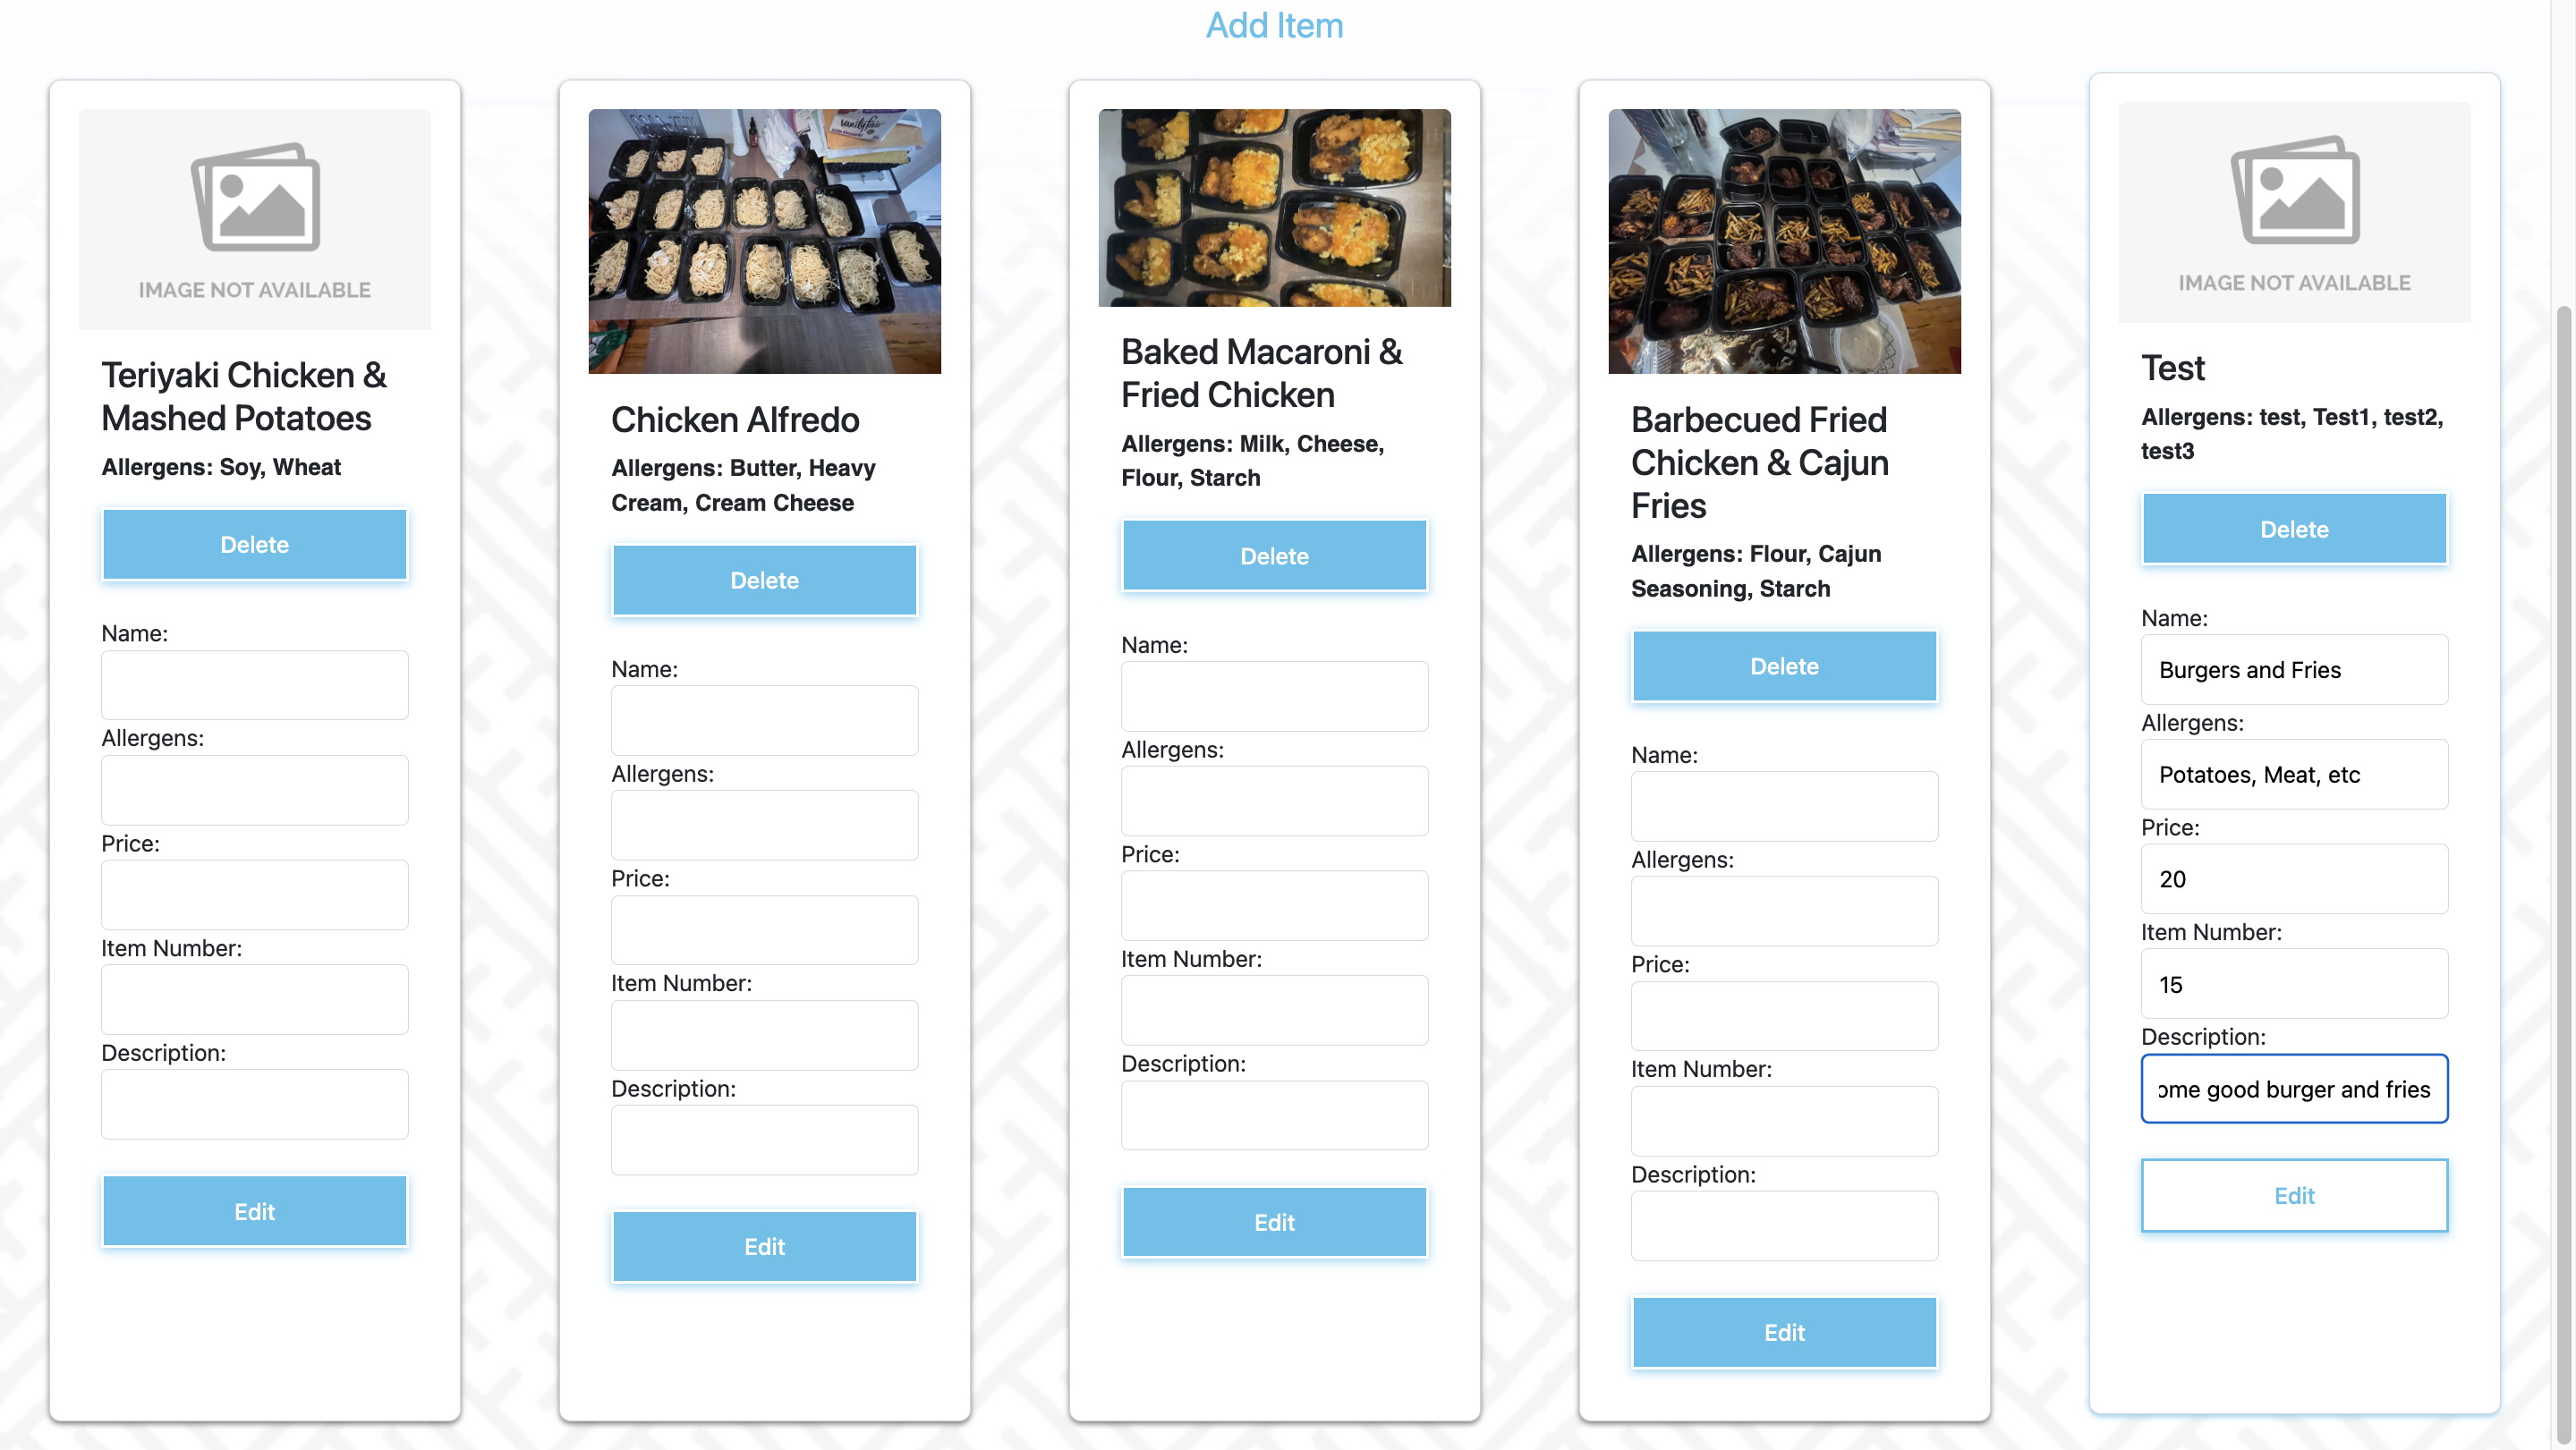 Add Item
IMAGE NOT AVAILABLE
Teriyaki Chicken &
Mashed Potatoes
Allergens: Soy, Wheat
Delete
Name:
Allergens:
Price:
Item Number:
Description:
Edit
Vanity fair
Chicken Alfredo
Allergens: Butter, Heavy
Cream, Cream Cheese
Delete
Name:
Allergens:
Price:
Item Number:
Description:
Edit
Baked Macaroni &
Fried Chicken
Allergens: Milk, Cheese,
Flour, Starch
Delete
Name:
Allergens:
Price:
Item Number:
Description:
Edit
Barbecued Fried
Chicken & Cajun
Fries
Allergens: Flour, Cajun
Seasoning, Starch
Delete
Name:
Allergens:
Price:
Item Number:
Description:
Edit
IMAGE NOT AVAILABLE
Test
Allergens: test, Test1, test2,
test3
Delete
Name:
Burgers and Fries
Allergens:
Potatoes, Meat, etc
Price:
20
Item Number:
15
Description:
ome good burger and fries
Edit